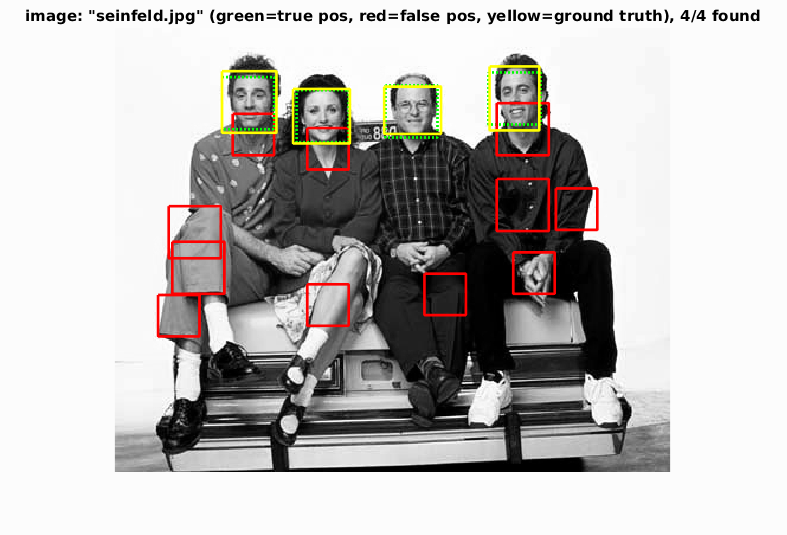 image: "seinfeld.jpg" (green=true pos, red=false pos, yellow=ground truth), 4/4 found